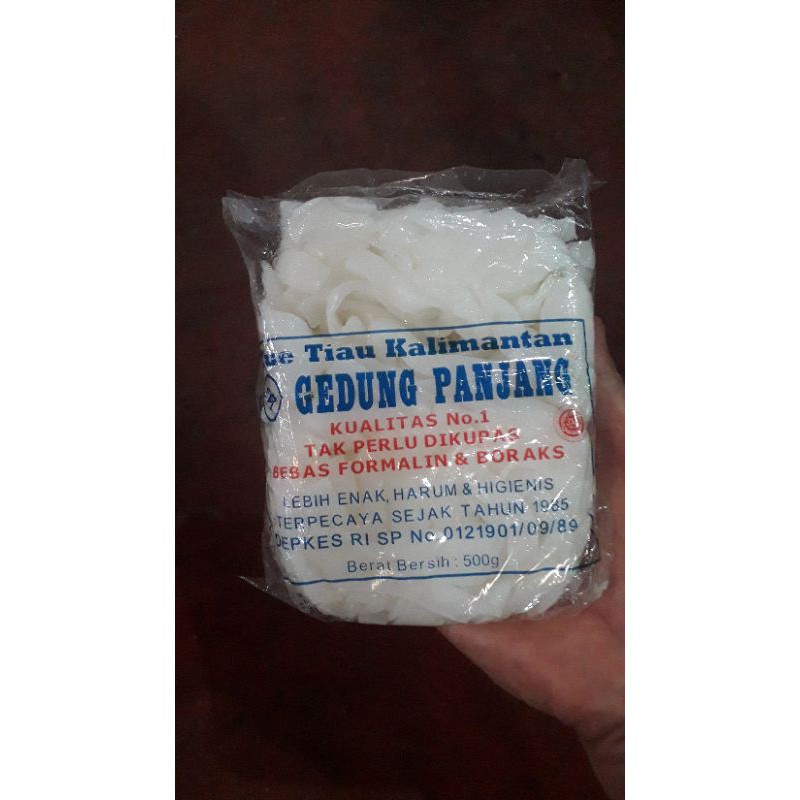 ue Tiau Kalimantan
GEDUNG PANJANG
KUALITAS No.1
TAK PERLU DIKUPAS
BEBAS FORMALIN & BORAKS
LEBIH ENAK, HARUM & HIGIENIS
TERPECAYA SEJAK TAHUN 1985
DEPKES RI SP No.0121901/09/89
Berat Bersih : 500g